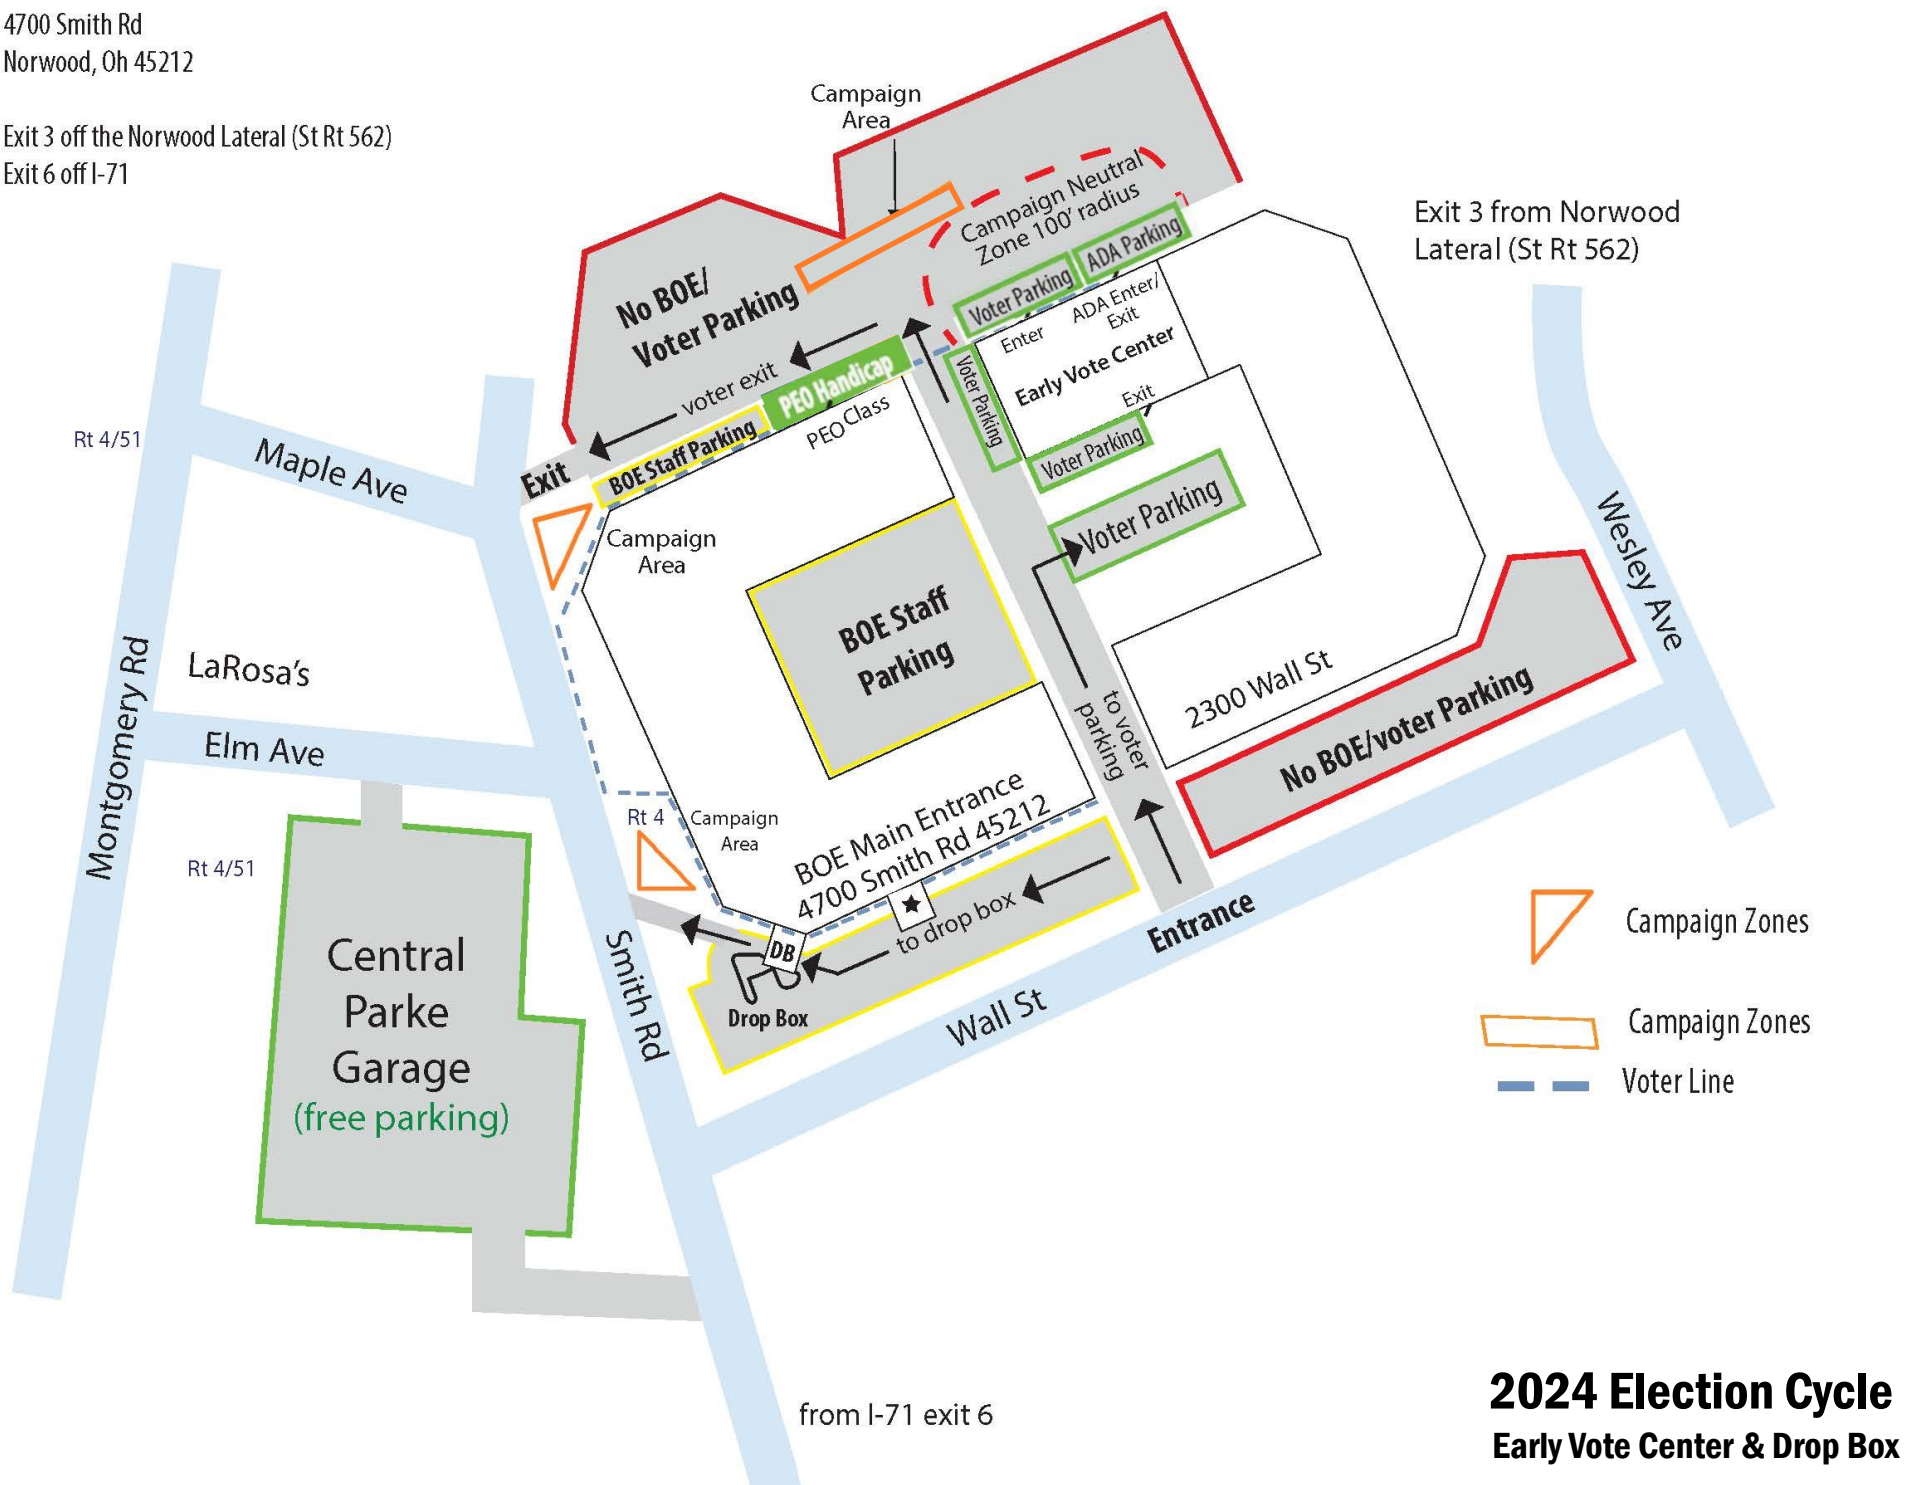 4700 Smith Rd
Norwood, Oh 45212
Exit 3 off the Norwood Lateral (St Rt 562)
Exit 6 off I-71
Campaign
Area
Campaign Neutral
Zone 100' radius
ADA Parking
Voter Parking
Exit 3 from Norwood
Lateral (St Rt 562)
No BOE/
Voter Parking
ADA Enter/
Exit
Enter
Early Vote Center
Exit
Voter Parking
Voter Parking
Voter Parking
voter exit
PEO Handicap
PEO Class
BOE Staff Parking
Exit
Rt 4/51
Maple Ave
Campaign
Area
BOE Staff
Parking
Wesley Ave
Montgomery Rd
LaRosa's
Elm Ave
to voter
parking
2300 Wall St
No BOE/voter Parking
Rt 4
Campaign
Area
BOE Main Entrance
4700 Smith Rd 45212
Rt 4/51
to drop box
Entrance
DB
Drop Box
Smith Rd
Wall St
Central
Parke
Garage
(free parking)
Campaign Zones
Campaign Zones
Voter Line
from I-71 exit 6
2024 Election Cycle
Early Vote Center & Drop Box